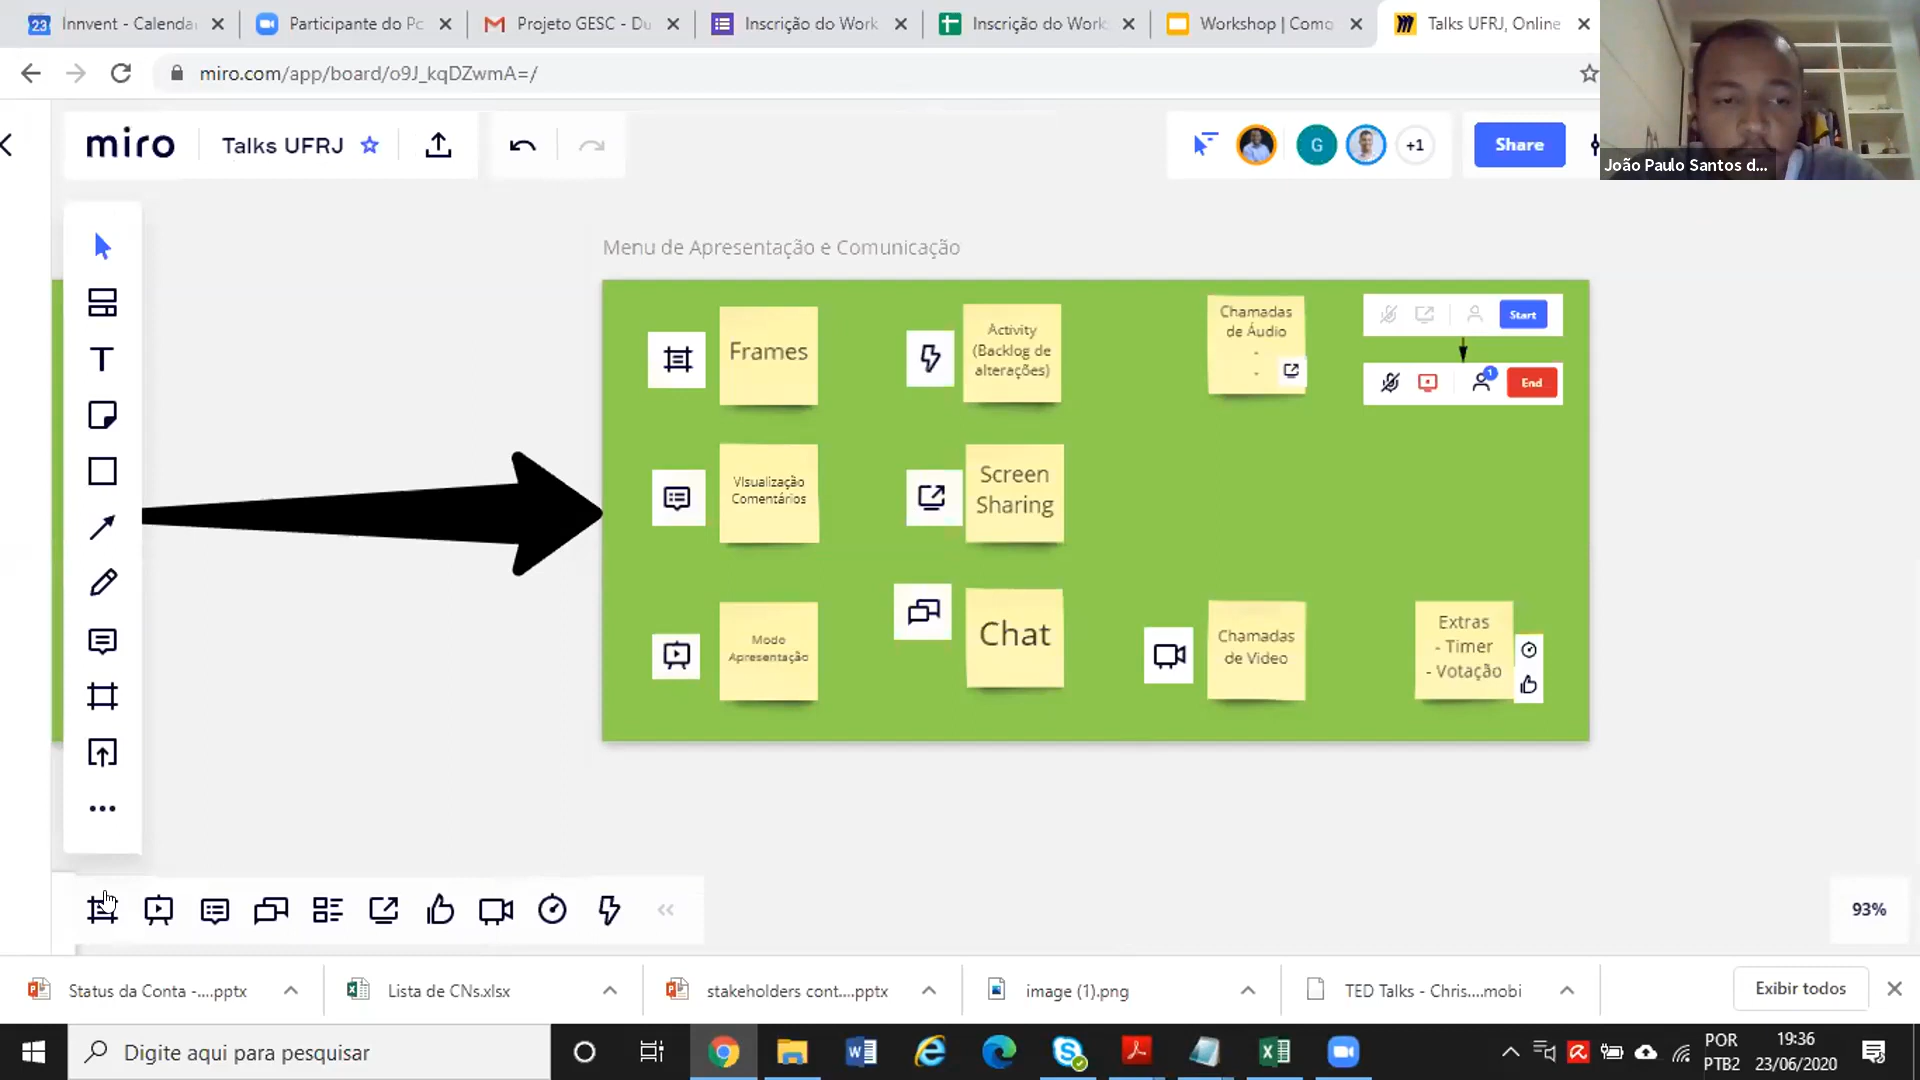 23
Innvent - Calenda
Participante do Po
Projeto GESC - Du
Inscrição do Work
Inscrição do Work
Workshop | Como
Talks UFRJ, Online
miro.com/app/board/o9J_kqDZwmA=/
João Paulo Santos d...
miro
Talks UFRJ
G
+1
Share
Menu de Apresentação e Comunicação
Frames
Activity
(Backlog de
alterações)
Chamadas
de Áudio
-
-
Start
1
End
Visualização
Comentários
Screen
Sharing
Modo
Apresentação
Chat
Chamadas
de Video
Extras
- Timer
- Votação
T
93%
Status da Conta -....pptx
Lista de CNs.xlsx
stakeholders cont....pptx
image (1).png
TED Talks - Chris....mobi
Exibir todos
Digite aqui para pesquisar
POR
PTB2
19:36
23/06/2020